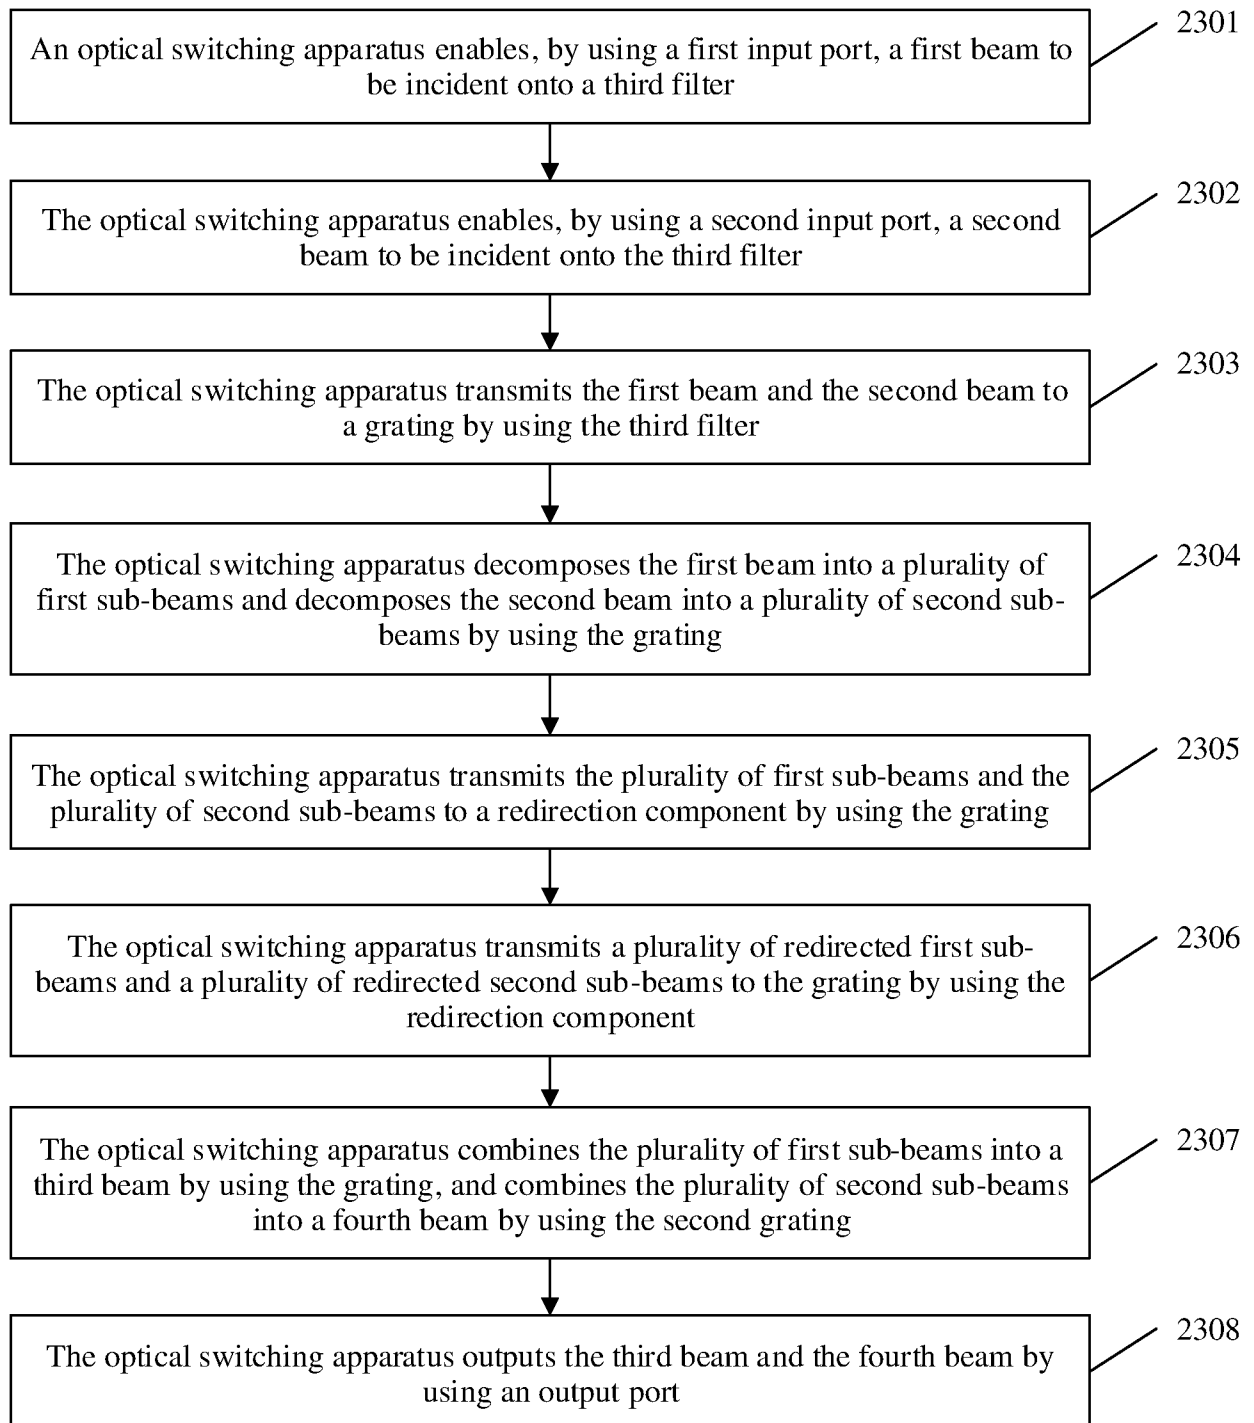 2301
An optical switching apparatus enables, by using a first input port, a first beam to
be incident onto a third filter
2302
The optical switching apparatus enables, by using a second input port, a second
beam to be incident onto the third filter
2303
The optical switching apparatus transmits the first beam and the second beam to
a grating by using the third filter
2304
The optical switching apparatus decomposes the first beam into a plurality of
first sub-beams and decomposes the second beam into a plurality of second sub-
beams by using the grating
2305
The optical switching apparatus transmits the plurality of first sub-beams and the
plurality of second sub-beams to a redirection component by using the grating
2306
The optical switching apparatus transmits a plurality of redirected first sub-
beams and a plurality of redirected second sub-beams to the grating by using the
redirection component
2307
The optical switching apparatus combines the plurality of first sub-beams into a
third beam by using the grating, and combines the plurality of second sub-beams
into a fourth beam by using the second grating
2308
The optical switching apparatus outputs the third beam and the fourth beam by
using an output port